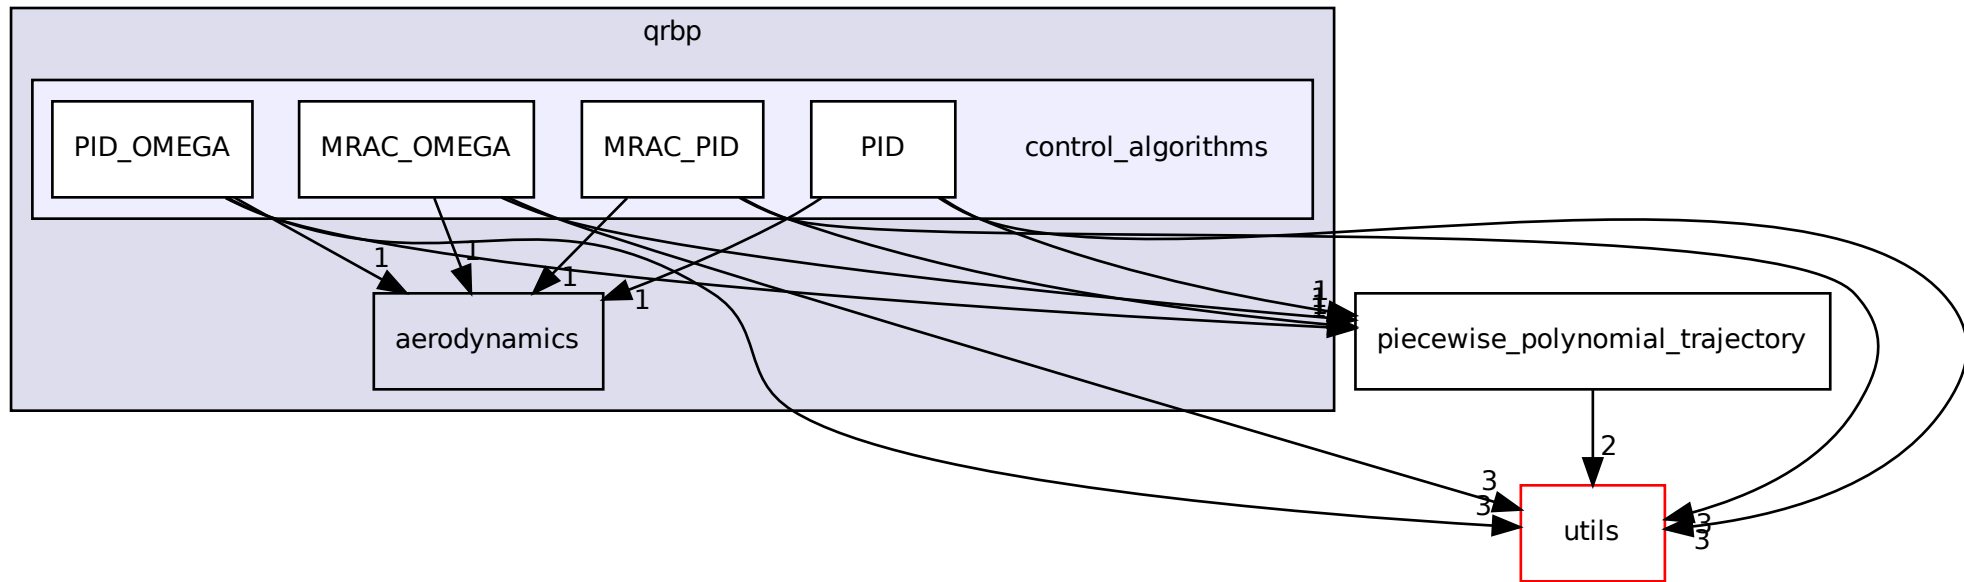 qrbp
PID_OMEGA
MRAC_OMEGA
MRAC_PID
PID
control_algorithms
1
1
1
1
1
1
1
1
aerodynamics
piecewise_polynomial_trajectory
2
3
3
3
3
utils